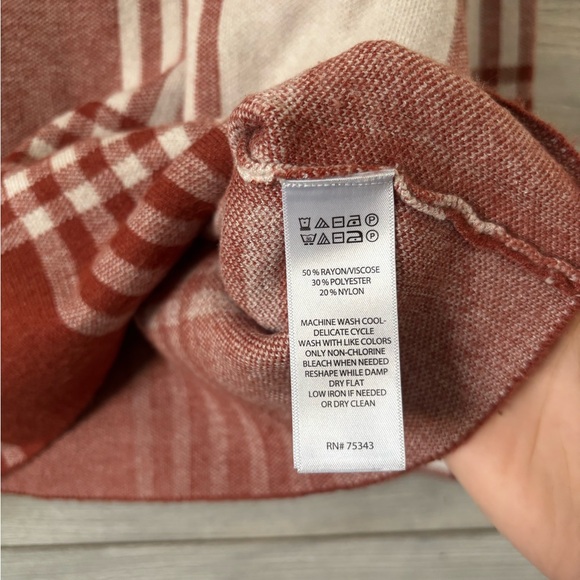 P
P
50 % RAYON/VISCOSE
30 % POLYESTER
20 % NYLON
MACHINE WASH COOL-
DELICATE CYCLE
WASH WITH LIKE COLORS
ONLY NON-CHLORINE
BLEACH WHEN NEEDED
RESHAPE WHILE DAMP
DRY FLAT
LOW IRON IF NEEDED
OR DRY CLEAN
RN# 75343